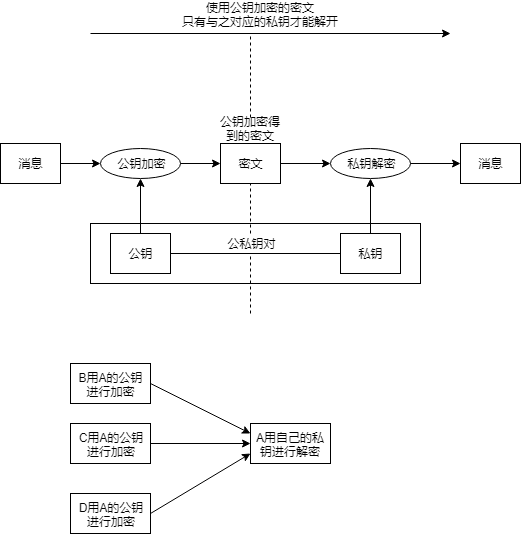 使用公钥加密的密文
只有与之对应的私钥才能解开
公钥加密得
到的密文
消息
公钥加密
密文
私钥解密
消息
公私钥对
公钥
私钥
B用A的公钥
进行加密
C用A的公钥
进行加密
A用自己的私
钥进行解密
D用A的公钥
进行加密